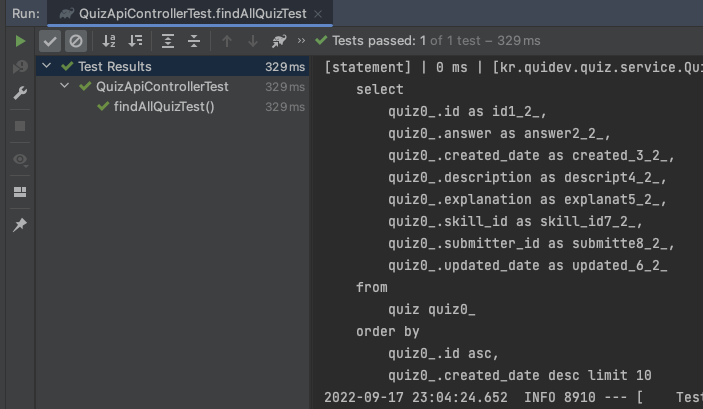 Run: QuizApiControllerTest.findAllQuizTest ×
» Tests passed: 1 of 1 test – 329 ms
Test Results 329 ms
QuizApiControllerTest 329 ms
findAllQuizTest() 329 ms
[statement] | 0 ms | [kr.quidev.quiz.service.Qu
select
quiz0_.id as id1_2_,
quiz0_.answer as answer2_2_,
quiz0_.created_date as created_3_2_,
quiz0_.description as descript4_2_,
quiz0_.explanation as explanat5_2_,
quiz0_.skill_id as skill_id7_2_,
quiz0_.submitter_id as submitte8_2_,
quiz0_.updated_date as updated_6_2_
from
quiz quiz0_
order by
quiz0_.id asc,
quiz0_.created_date desc limit 10
2022-09-17 23:04:24.652 INFO 8910 --- [ Test